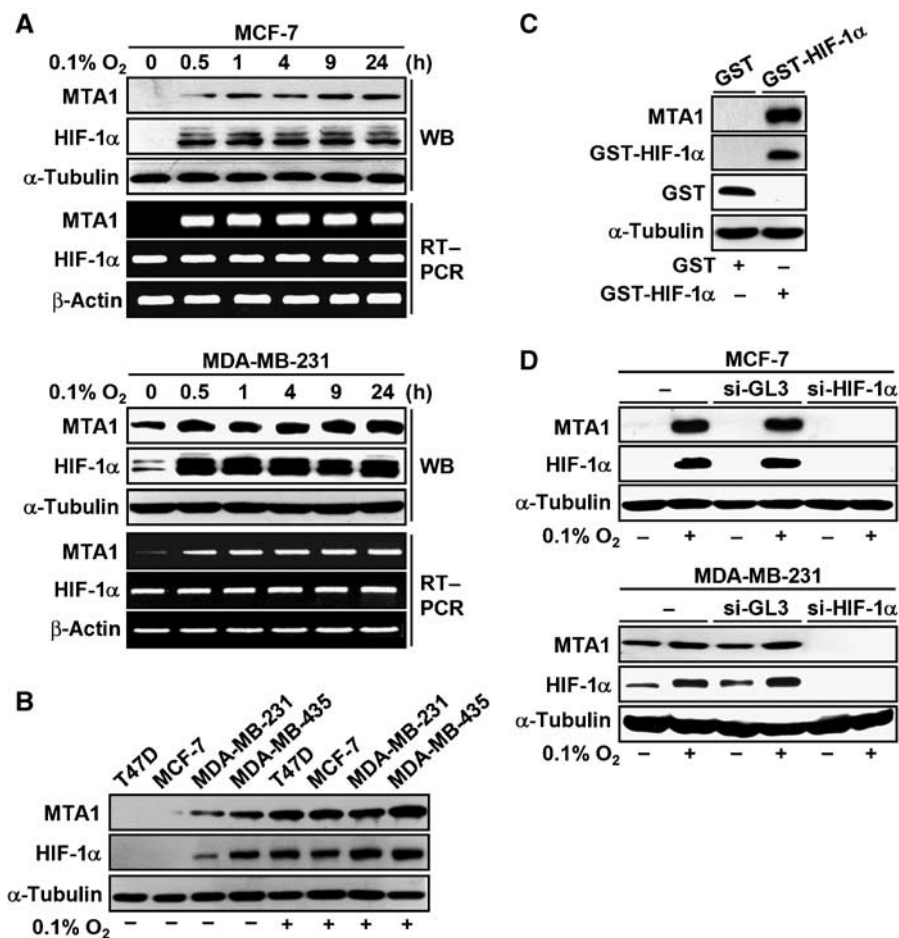 A
MCF-7
0.1% O2 0 0.5 1 4 9 24 (h)
MTA1
HIF-1α
WB
α-Tubulin
MTA1
HIF-1α
RT–
PCR
β-Actin
MDA-MB-231
0.1% O2 0 0.5 1 4 9 24 (h)
MTA1
HIF-1α
WB
α-Tubulin
MTA1
HIF-1α
RT–
PCR
β-Actin
B
T47D MCF-7 MDA-MB-231 MDA-MB-435 T47D MCF-7 MDA-MB-231 MDA-MB-435
MTA1
HIF-1α
α-Tubulin
0.1% O2 – – – – + + + +
C
GST GST-HIF-1α
MTA1
GST-HIF-1α
GST
α-Tubulin
GST + –
GST-HIF-1α – +
D
MCF-7
– si-GL3 si-HIF-1α
MTA1
HIF-1α
α-Tubulin
0.1% O2 – + – + – +
MDA-MB-231
– si-GL3 si-HIF-1α
MTA1
HIF-1α
α-Tubulin
0.1% O2 – + – + – +